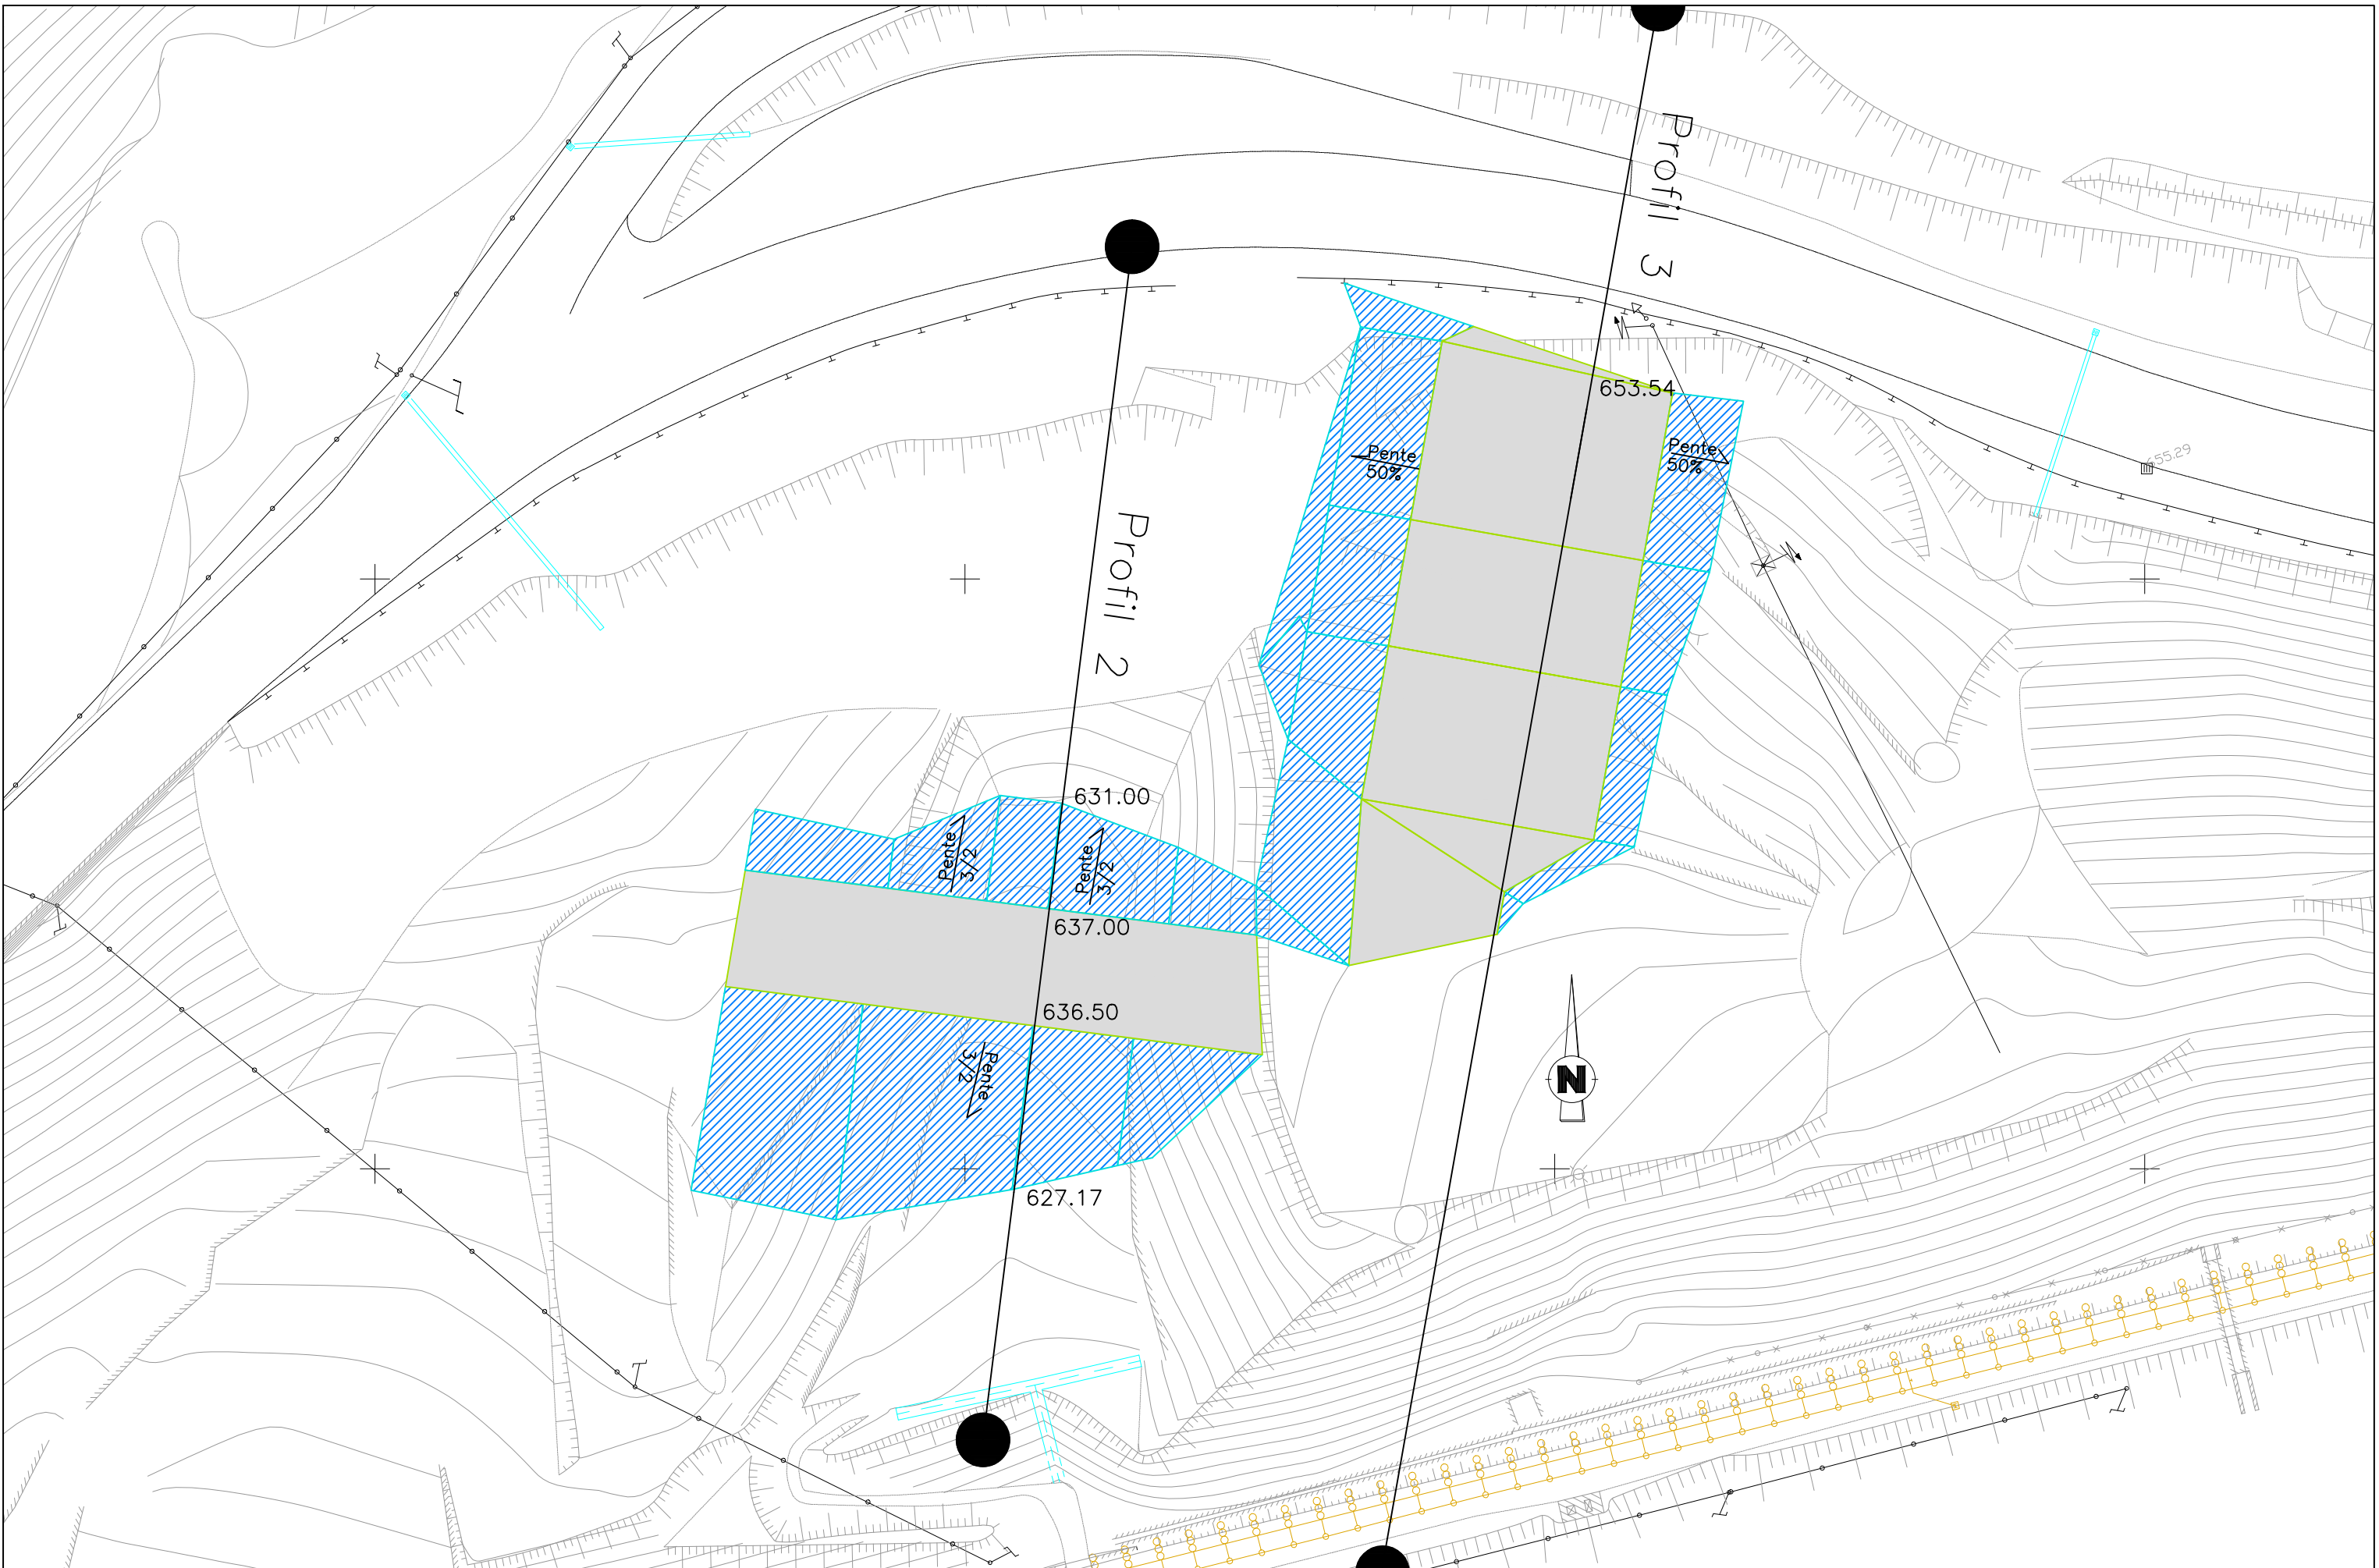 Profil 3
653.54
Pente
50%
Pente
50%
655.29
Profil 2
631.00
Pente
3/2
Pente
3/2
637.00
636.50
Pente
3/2
N
627.17